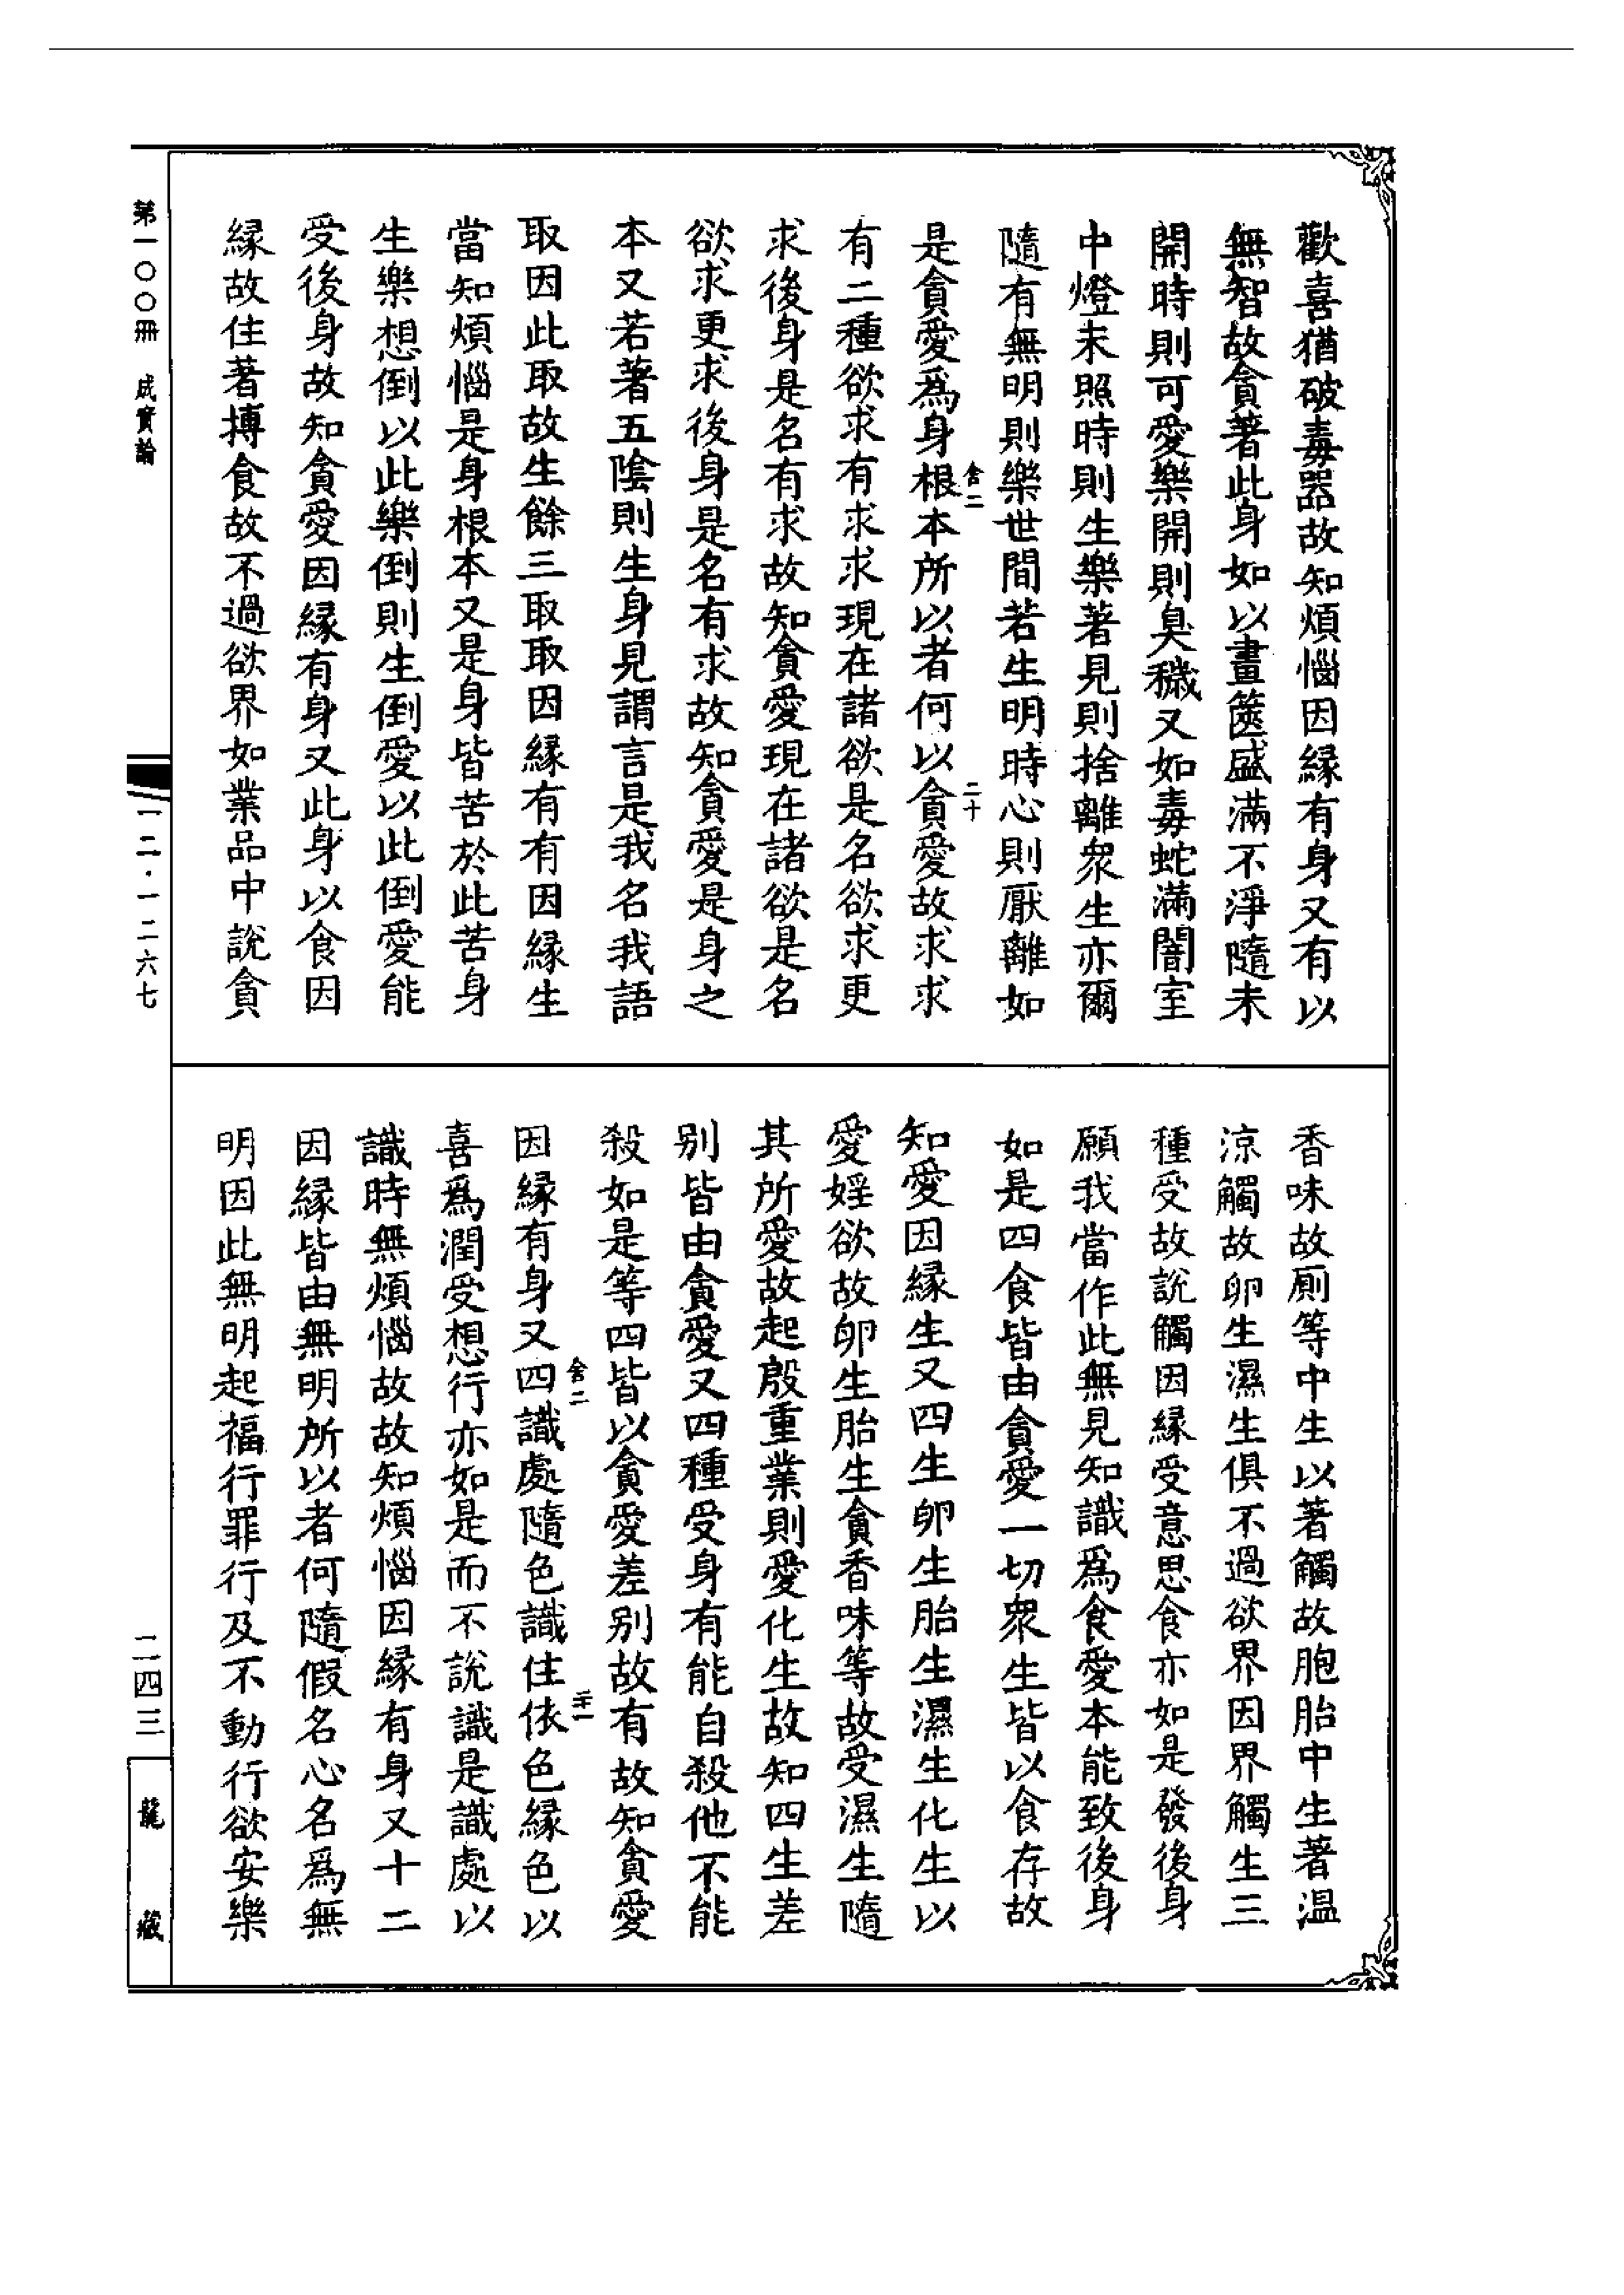 歡喜猶破毒器故知煩惱因緣有身又有以
無智故貪著此身如以畫篋盛滿不淨隨未
開時則可愛樂開則臭穢又如毒蛇滿闇室
中燈未照時則生樂著見則捨離衆生亦爾
隨有無明則樂世間若生明時心則厭離如
是貪愛爲身根本所以者何以貪愛故求求
舍二
二十
有二種欲求有求求現在諸欲是名欲求更
求後身是名有求故知貪愛現在諸欲是名
欲求更求後身是名有求故知貪愛是身之
本又若著五陰則生身見謂言是我名我語
取因此取故生餘三取取因緣有有因緣生
當知煩惱是身根本又是身皆苦於此苦身
生樂想倒以此樂倒則生倒愛以此倒愛能
受後身故知貪愛因緣有身又此身以食因
緣故住著摶食故不過欲界如業品中說貪
香味故厠等中生以著觸故胞胎中生著温
涼觸故卵生濕生俱不過欲界因界觸生三
種受故說觸因緣受意思食亦如是發後身
願我當作此無見知識爲食愛本能致後身
如是四食皆由貪愛一切衆生皆以食存故
知愛因緣生又四生卵生胎生濕生化生以
愛婬欲故卵生胎生貪香味等故受濕生隨
其所愛故起殷重業則愛化生故知四生差
别皆由貪愛又四種受身有能自殺他不能
殺如是等四皆以貪愛差别故有故知貪愛
因緣有身又四識處隨色識住依色緣色以
舍二
二十一
喜爲潤受想行亦如是而不說識是識處以
識時無煩惱故故知煩惱因緣有身又十二
因緣皆由無明所以者何隨假名心名爲無
明因此無明起福行罪行及不動行欲安樂
第一〇〇冊 成實論
一二·一二六七
二四三
龍藏